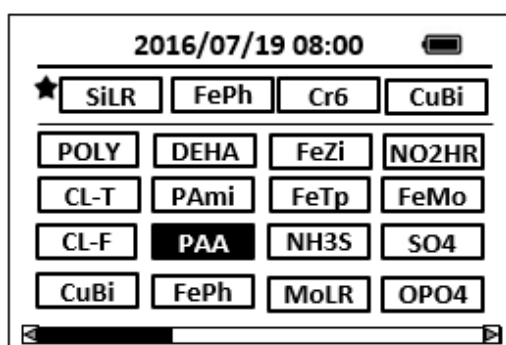 2016/07/19 08:00
SiLR FePh Cr6 CuBi
POLY DEHA FeZi NO2HR
CL-T PAmi FeTp FeMo
CL-F PAA NH3S SO4
CuBi FePh MoLR OPO4